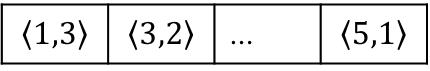 ⟨1,3⟩ ⟨3,2⟩ ... ⟨5,1⟩